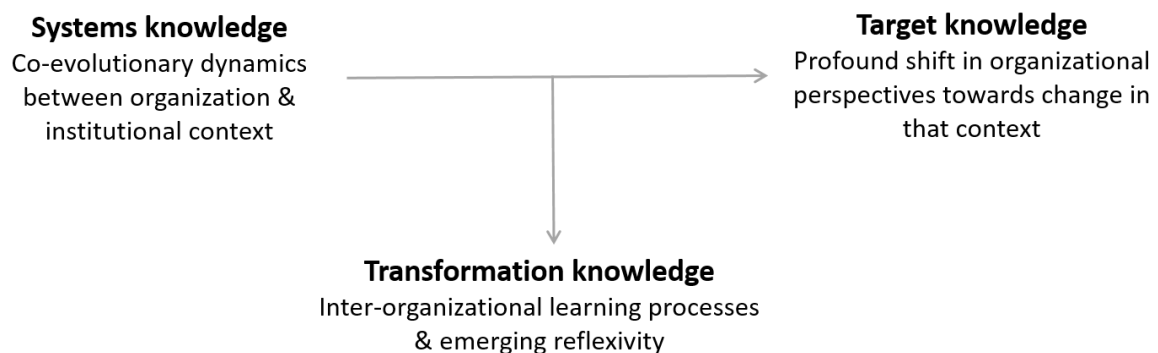 Systems knowledge
Co-evolutionary dynamics
between organization &
institutional context
Target knowledge
Profound shift in organizational
perspectives towards change in
that context
Transformation knowledge
Inter-organizational learning processes
& emerging reflexivity